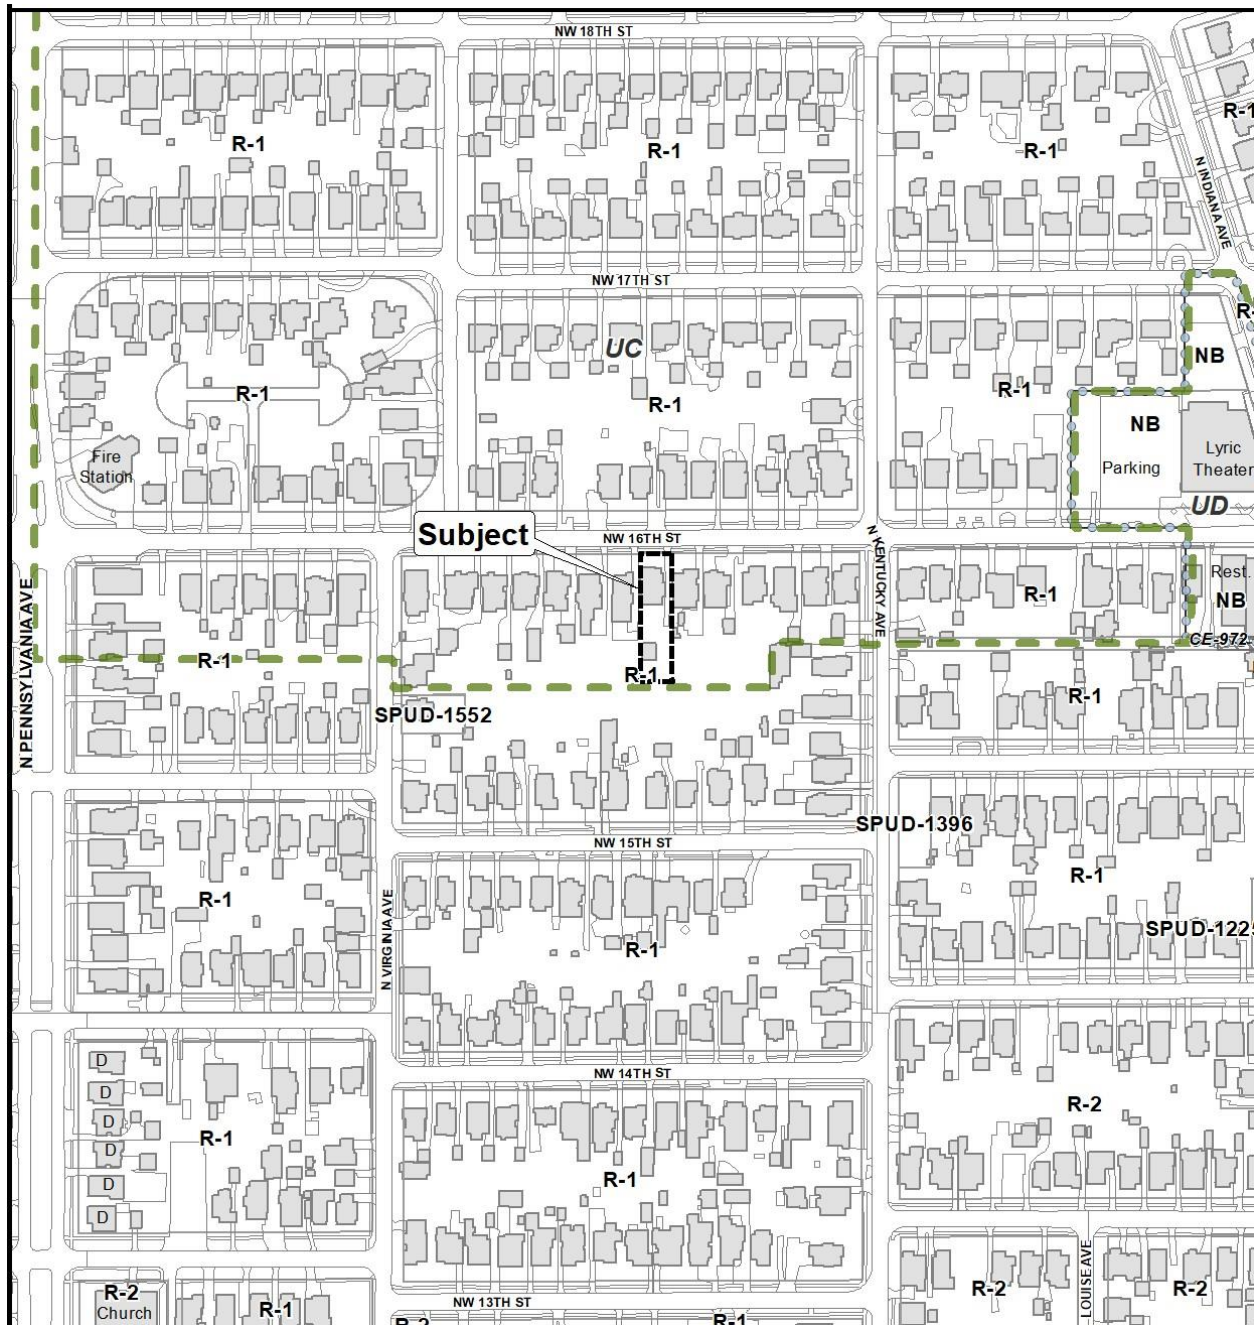 NW 18TH ST
R-1
R-1
R-1
R-1
N INDIANA AVE
NW 17TH ST
UC
R-1
R-1
R-1
NB
NB
Fire
Station
Parking
Lyric
Theater
UD
Subject
NW 16TH ST
N KENTUCKY AVE
N PENNSYLVANIA AVE
R-1
R-1
R-1
Rest.
NB
CE-972
R-1
SPUD-1552
SPUD-1396
NW 15TH ST
R-1
N VIRGINIA AVE
R-1
R-1
SPUD-1225
NW 14TH ST
D
D
D
D
D
D
R-1
R-1
R-2
R-2
Church
R-1
NW 13TH ST
R-2
R-1
R-2
LOUISE AVE
R-2